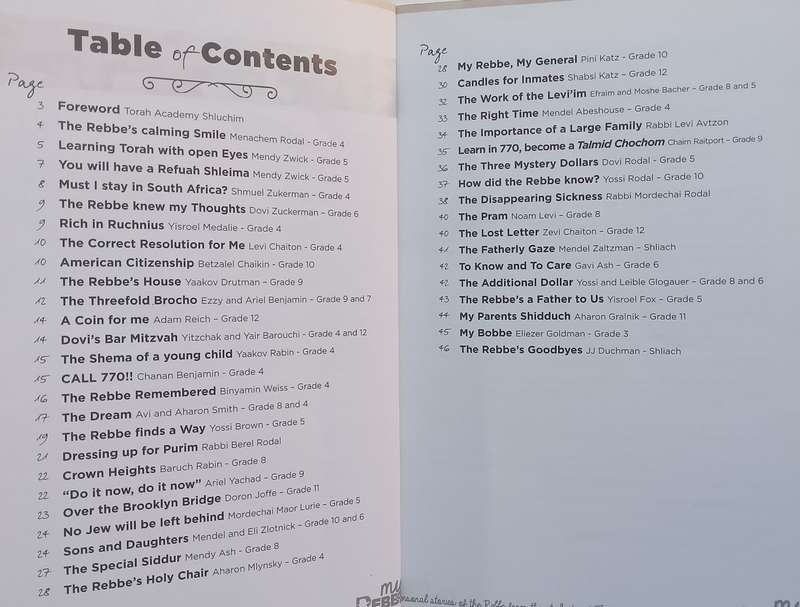 Table of Contents
Page
3 Foreword Torah Academy Shluchim
4 The Rebbe's calming Smile Menachem Rodal - Grade 4
5 Learning Torah with open Eyes Mendy Zwick - Grade 5
7 You will have a Refuah Shleima Mendy Zwick - Grade 5
8 Must I stay in South Africa? Shmuel Zukerman – Grade 4
9 The Rebbe knew my Thoughts Dovi Zuckerman – Grade 6
9 Rich in Ruchnius Yisroel Medalie - Grade 4
10 The Correct Resolution for Me Levi Chaiton - Grade 4
10 American Citizenship Betzalel Chaikin - Grade 10
11 The Rebbe's House Yaakov Drutman – Grade 9
12 The Threefold Brocho Ezzy and Ariel Benjamin – Grade 9 and 7
14 A Coin for me Adam Reich – Grade 12
14 Dovi's Bar Mitzvah Yitzchak and Yair Barouchi - Grade 4 and 12
15 The Shema of a young child Yaakov Rabin - Grade 4
15 CALL 770!! Chanan Benjamin - Grade 4
16 The Rebbe Remembered Binyamin Weiss – Grade 4
17 The Dream Avi and Aharon Smith – Grade 8 and 4
19 The Rebbe finds a Way Yossi Brown - Grade 5
21 Dressing up for Purim Rabbi Berel Rodal
22 Crown Heights Baruch Rabin – Grade 8
22 “Do it now, do it now” Ariel Yachad – Grade 9
23 Over the Brooklyn Bridge Doron Joffe – Grade 11
24 No Jew will be left behind Mordechai Maor Lurie – Grade 5
24 Sons and Daughters Mendel and Eli Zlotnick – Grade 10 and 6
27 The Special Siddur Mendy Ash - Grade 8
28 The Rebbe's Holy Chair Aharon Mlynsky – Grade 4
my
REBBE
Page
28 My Rebbe, My General Pini Katz - Grade 10
30 Candles for Inmates Shabsi Katz – Grade 12
32 The Work of the Levi'im Efraim and Moshe Bacher – Grade 8 and 5
33 The Right Time Mendel Abeshouse – Grade 4
34 The Importance of a Large Family Rabbi Levi Avtzon
35 Learn in 770, become a Talmid Chochom Chaim Raitport – Grade 9
36 The Three Mystery Dollars Dovi Rodal - Grade 5
37 How did the Rebbe know? Yossi Rodal - Grade 10
38 The Disappearing Sickness Rabbi Mordechai Rodal
40 The Pram Noam Levi – Grade 8
40 The Lost Letter Zevi Chaiton – Grade 12
41 The Fatherly Gaze Mendel Zaltzman - Shliach
42 To Know and To Care Gavi Ash – Grade 6
42 The Additional Dollar Yossi and Leible Glogauer – Grade 8 and 6
43 The Rebbe's a Father to Us Yisroel Fox – Grade 5
44 My Parents Shidduch Aharon Gralnik – Grade 11
45 My Bobbe Eliezer Goldman - Grade 3
46 The Rebbe's Goodbyes JJ Duchman - Shliach
stories of the
my